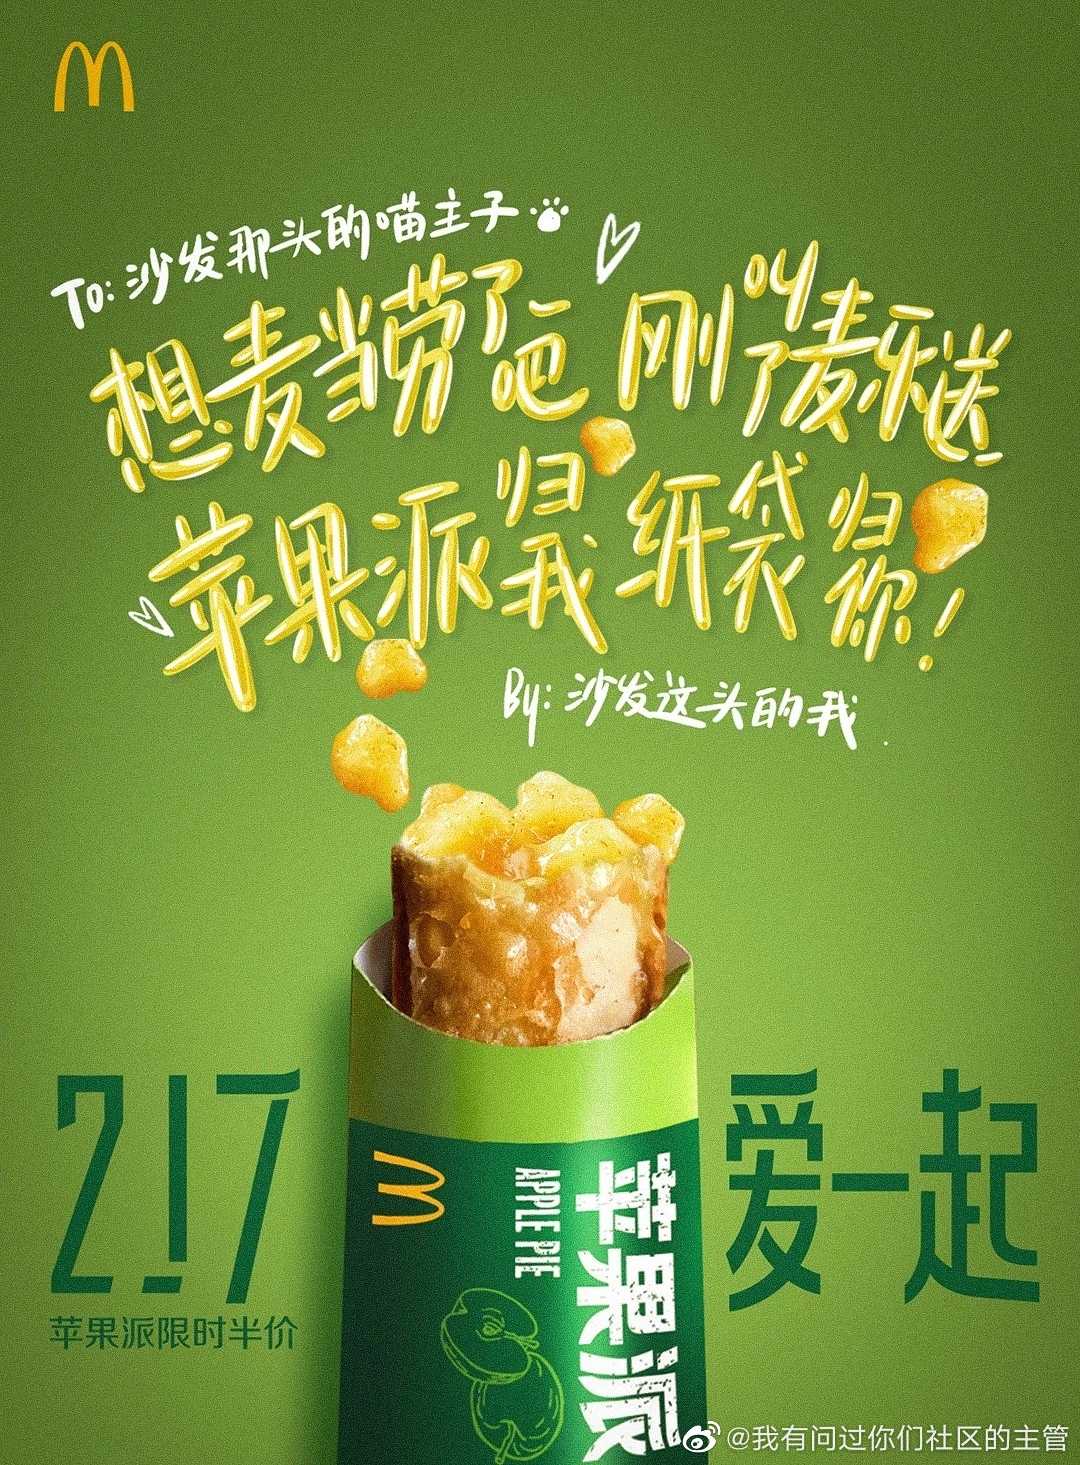 To:沙发那头的喵主子
想麦当劳了吧 刚叫了麦乐送
苹果派归我 纸袋归你!
By:沙发这头的我
217 爱一起
苹果派限时半价
苹果派
APPLE PIE
@我有问过你们社区的主管